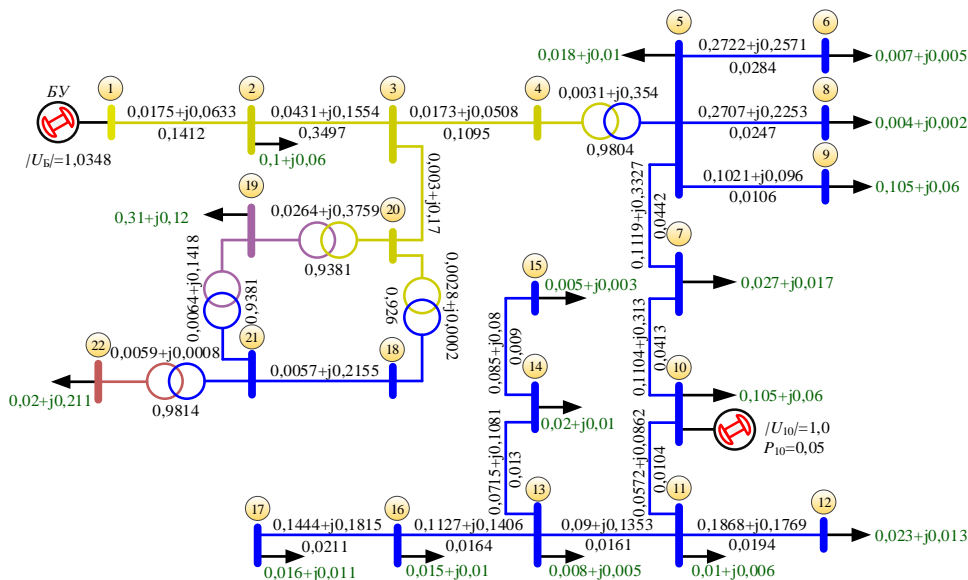 БУ
/U_Б/=1,0348
1
0,0175+j0,0633
0,1412
2
0,1+j0,06
0,0431+j0,1554
0,3497
3
0,0173+j0,0508
0,1095
4
0,0031+j0,354
0,9804
5
0,018+j0,01
0,2722+j0,2571
0,0284
6
0,007+j0,005
0,2707+j0,2253
0,0247
8
0,004+j0,002
0,1021+j0,096
0,0106
9
0,105+j0,06
0,003+j0,17
0,1119+j0,3327
0,0442
7
0,027+j0,017
19
0,31+j0,12
0,0264+j0,3759
0,9381
20
0,0064+j0,1418
0,9381
0,0028+j0,0002
0,926
22
0,02+j0,211
0,0059+j0,0008
0,9814
21
0,0057+j0,2155
18
15
0,005+j0,003
0,085+j0,08
0,009
14
0,02+j0,01
0,0715+j0,1081
0,013
0,1104+j0,313
0,0413
10
0,105+j0,06
/U10/=1,0
P10=0,05
0,0572+j0,0862
0,0104
17
0,1444+j0,1815
0,0211
0,016+j0,011
16
0,1127+j0,1406
0,0164
0,015+j0,01
13
0,09+j0,1353
0,0161
0,008+j0,005
11
0,1868+j0,1769
0,0194
0,01+j0,006
12
0,023+j0,013